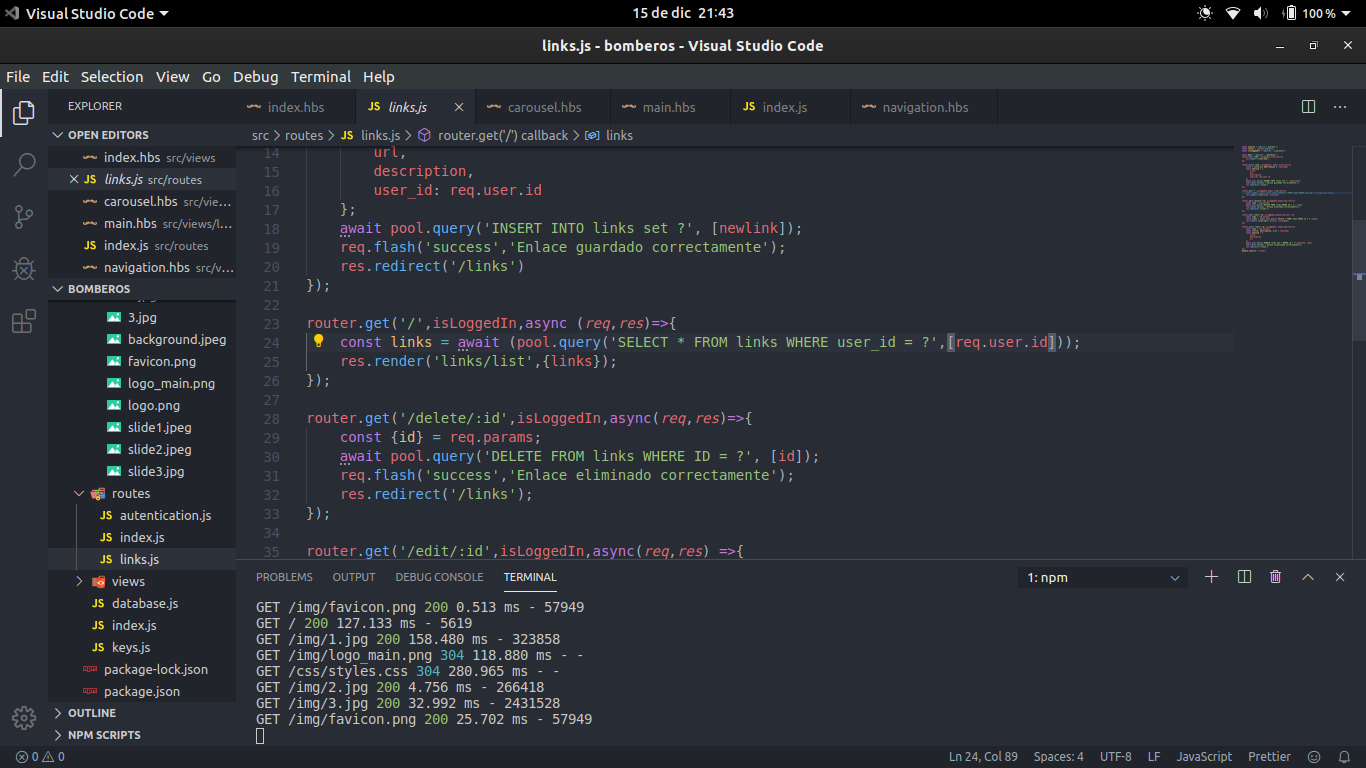 Visual Studio Code
15 de dic 21:43
100 %
links.js - bomberos - Visual Studio Code
File Edit Selection View Go Debug Terminal Help
EXPLORER
index.hbs
JS links.js
carousel.hbs
main.hbs
JS index.js
navigation.hbs
src > routes > JS links.js > router.get('/') callback > links
OPEN EDITORS
index.hbs src/views
JS links.js src/routes
carousel.hbs src/vie...
main.hbs src/views/l...
JS index.js src/routes
navigation.hbs src/v...
BOMBEROS
3.jpg
background.jpeg
favicon.png
logo_main.png
logo.png
slide1.jpeg
slide2.jpeg
slide3.jpg
routes
JS autentication.js
JS index.js
JS links.js
views
JS database.js
JS index.js
JS keys.js
package-lock.json
package.json
OUTLINE
NPM SCRIPTS
14 url,
15 description,
16 user_id: req.user.id
17 };
18 await pool.query('INSERT INTO links set ?', [newlink]);
19 req.flash('success','Enlace guardado correctamente');
20 res.redirect('/links')
21 });
22
23 router.get('/',isLoggedIn,async (req,res)=>{
24 const links = await (pool.query('SELECT * FROM links WHERE user_id = ?',[req.user.id]));
25 res.render('links/list',{links});
26 });
27
28 router.get('/delete/:id',isLoggedIn,async(req,res)=>{
29 const {id} = req.params;
30 await pool.query('DELETE FROM links WHERE ID = ?', [id]);
31 req.flash('success','Enlace eliminado correctamente');
32 res.redirect('/links');
33 });
34
35 router.get('/edit/:id',isLoggedIn,async(req,res) =>{
PROBLEMS OUTPUT DEBUG CONSOLE TERMINAL
1: npm
GET /img/favicon.png 200 0.513 ms - 57949
GET / 200 127.133 ms - 5619
GET /img/1.jpg 200 158.480 ms - 323858
GET /img/logo_main.png 304 118.880 ms - -
GET /css/styles.css 304 280.965 ms - -
GET /img/2.jpg 200 4.756 ms - 266418
GET /img/3.jpg 200 32.992 ms - 2431528
GET /img/favicon.png 200 25.702 ms - 57949
0 0
Ln 24, Col 89 Spaces: 4 UTF-8 LF JavaScript Prettier